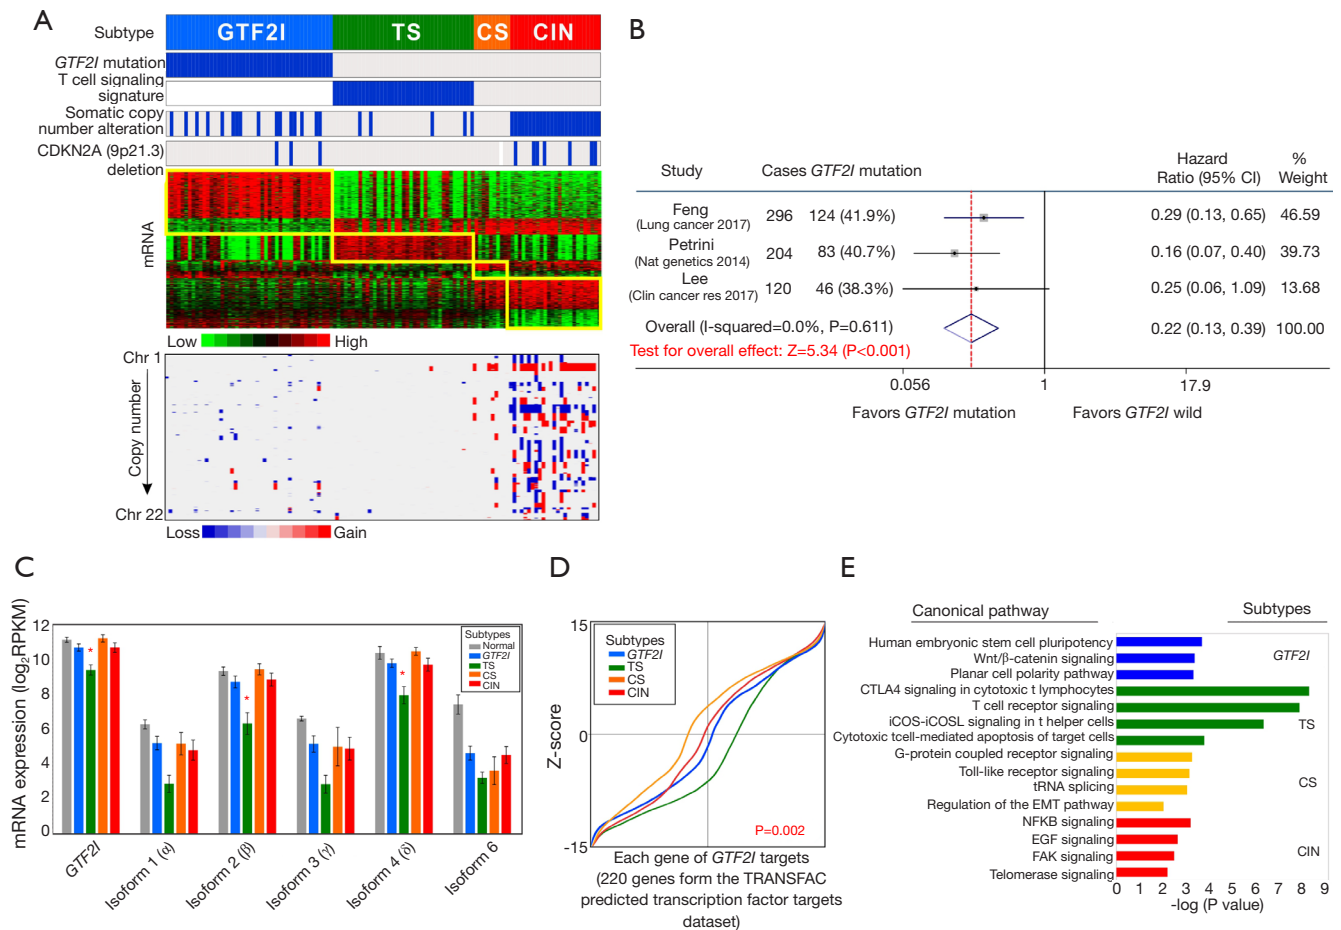 A
Subtype
GTF2I
TS
CS
CIN
GTF2I mutation
T cell signaling
signature
Somatic copy
number alteration
CDKN2A (9p21.3)
deletion
mRNA
Low
High
Chr 1
Copy number
Chr 22
Loss
Gain
B
Study
Cases GTF2I mutation
Hazard
Ratio (95% CI)
%
Weight
Feng
(Lung cancer 2017)
296
124 (41.9%)
0.29 (0.13, 0.65)
46.59
Petrini
(Nat genetics 2014)
204
83 (40.7%)
0.16 (0.07, 0.40)
39.73
Lee
(Clin cancer res 2017)
120
46 (38.3%)
0.25 (0.06, 1.09)
13.68
Overall (I-squared=0.0%, P=0.611)
0.22 (0.13, 0.39)
100.00
Test for overall effect: Z=5.34 (P<0.001)
0.056
1
17.9
Favors GTF2I mutation
Favors GTF2I wild
C
mRNA expression (log2RPKM)
12
10
8
6
4
2
0
*
*
*
Subtypes
Normal
GTF2I
TS
CS
CIN
GTF2I
Isoform 1 (α)
Isoform 2 (β)
Isoform 3 (γ)
Isoform 4 (δ)
Isoform 6
D
Z-score
15
0
-15
Subtypes
GTF2I
TS
CS
CIN
P=0.002
Each gene of GTF2I targets
(220 genes form the TRANSFAC
predicted transcription factor targets
dataset)
E
Canonical pathway
Subtypes
Human embryonic stem cell pluripotency
Wnt/β-catenin signaling
Planar cell polarity pathway
CTLA4 signaling in cytotoxic t lymphocytes
T cell receptor signaling
iCOS-iCOSL signaling in t helper cells
Cytotoxic tcell-mediated apoptosis of target cells
G-protein coupled receptor signaling
Toll-like receptor signaling
tRNA splicing
Regulation of the EMT pathway
NFKB signaling
EGF signaling
FAK signaling
Telomerase signaling
GTF2I
TS
CS
CIN
0 1 2 3 4 5 6 7 8 9
-log (P value)